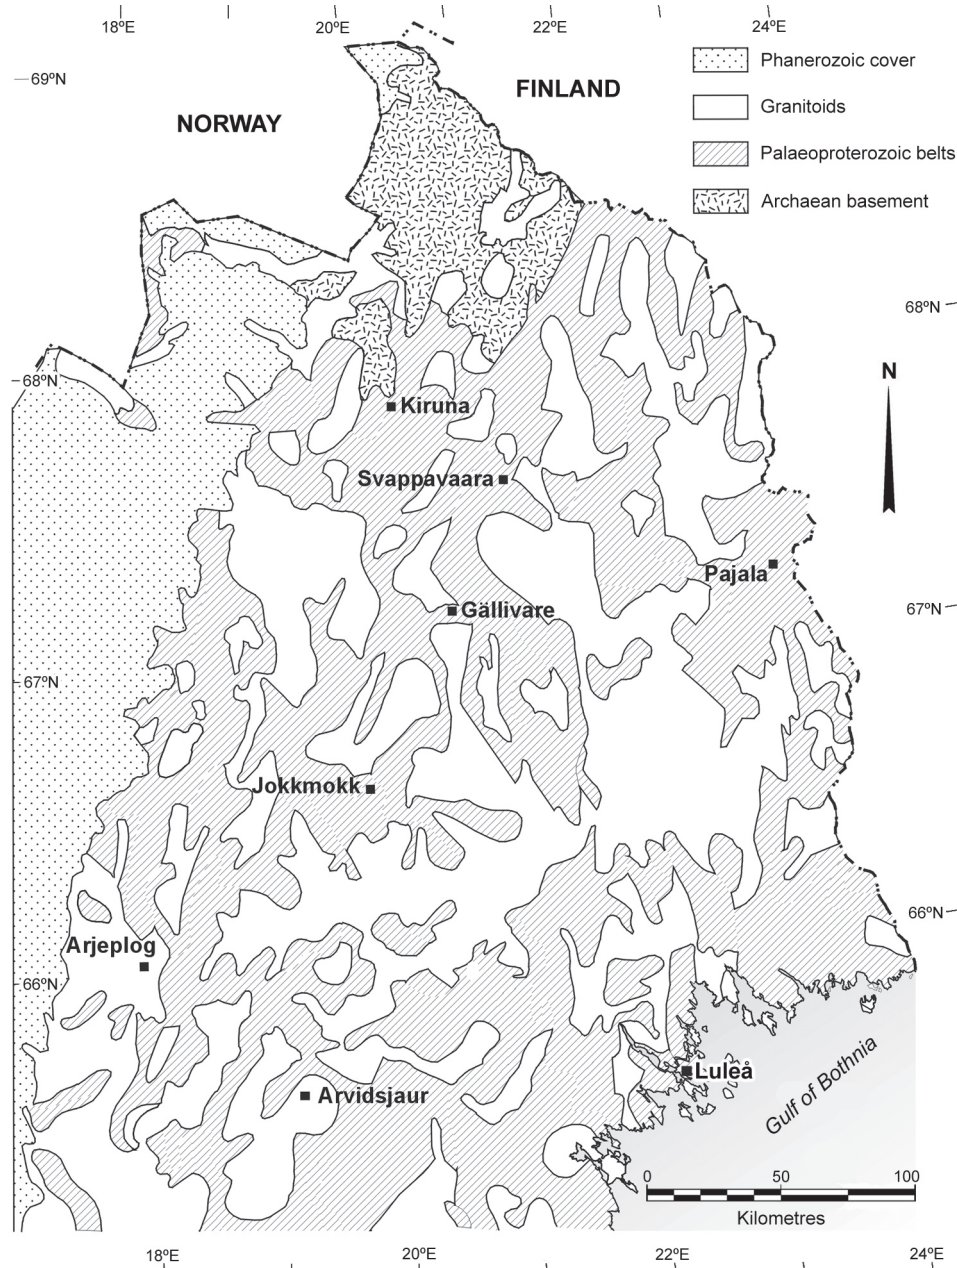 18ºE
20ºE
22ºE
24ºE
69ºN
NORWAY
FINLAND
Phanerozoic cover
Granitoids
Palaeoproterozoic belts
Archaean basement
68ºN
68ºN
N
Kiruna
Svappavaara
Pajala
Gällivare
67ºN
67ºN
Jokkmokk
66ºN
Arjeplog
66ºN
Luleå
Gulf of Bothnia
Arvidsjaur
0 50 100
Kilometres
18ºE
20ºE
22ºE
24ºE